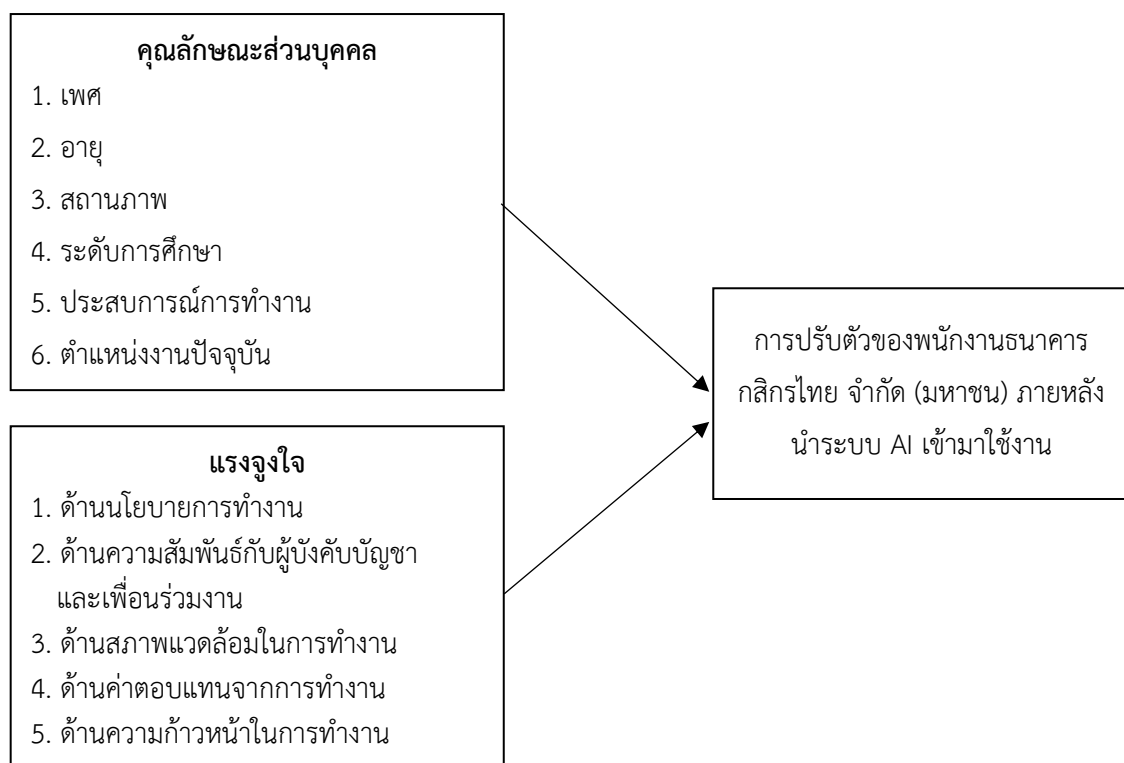 คุณลักษณะส่วนบุคคล
1. เพศ
2. อายุ
3. สถานภาพ
4. ระดับการศึกษา
5. ประสบการณ์การทำงาน
6. ตำแหน่งงานปัจจุบัน
แรงจูงใจ
1. ด้านนโยบายการทำงาน
2. ด้านความสัมพันธ์กับผู้บังคับบัญชา
และเพื่อนร่วมงาน
3. ด้านสภาพแวดล้อมในการทำงาน
4. ด้านค่าตอบแทนจากการทำงาน
5. ด้านความก้าวหน้าในการทำงาน
การปรับตัวของพนักงานธนาคาร
กสิกรไทย จำกัด (มหาชน) ภายหลัง
นำระบบ AI เข้ามาใช้งาน